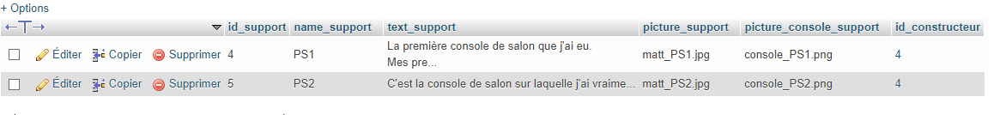 + Options
id_support name_support text_support picture_support picture_console_support id_constructeur
Éditer Copier Supprimer 4 PS1 La première console de salon que j'ai eu.
Mes pre... matt_PS1.jpg console_PS1.png 4
Éditer Copier Supprimer 5 PS2 C'est la console de salon sur laquelle j'ai vraime... matt_PS2.jpg console_PS2.png 4